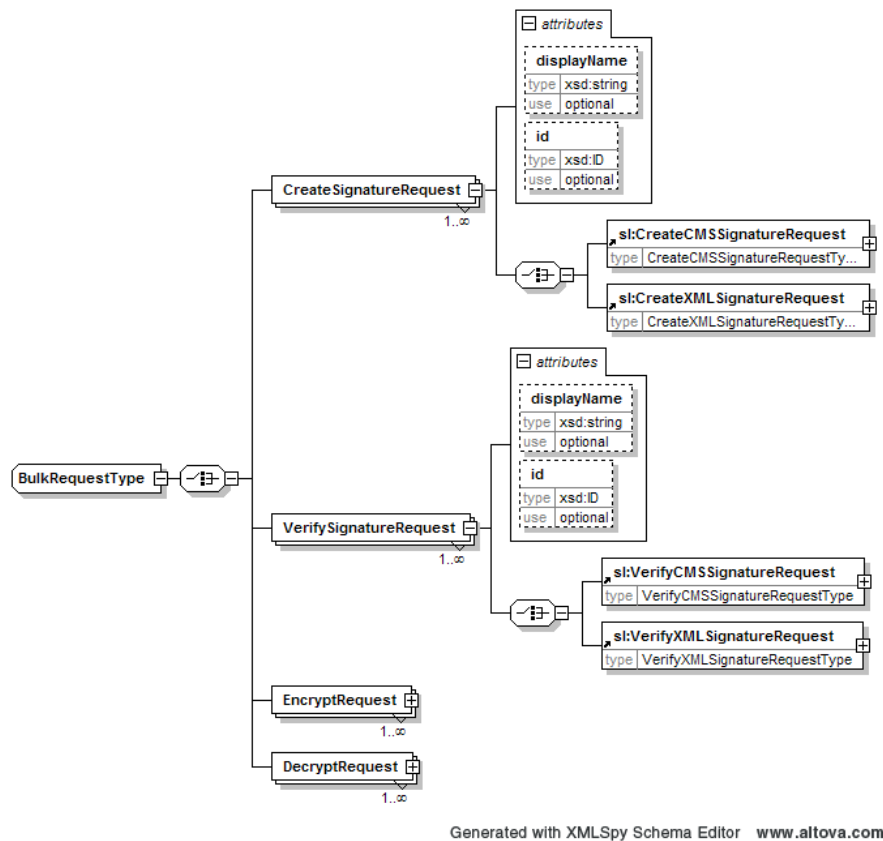 attributes
displayName
type xsd:string
use optional
id
type xsd:ID
use optional
CreateSignatureRequest
1..∞
sl:CreateCMSSignatureRequest
type CreateCMSSignatureRequestTy...
sl:CreateXMLSignatureRequest
type CreateXMLSignatureRequestTy...
attributes
displayName
type xsd:string
use optional
id
type xsd:ID
use optional
BulkRequestType
VerifySignatureRequest
1..∞
sl:VerifyCMSSignatureRequest
type VerifyCMSSignatureRequestType
sl:VerifyXMLSignatureRequest
type VerifyXMLSignatureRequestType
EncryptRequest
1..∞
DecryptRequest
1..∞
Generated with XMLSpy Schema Editor www.altova.com